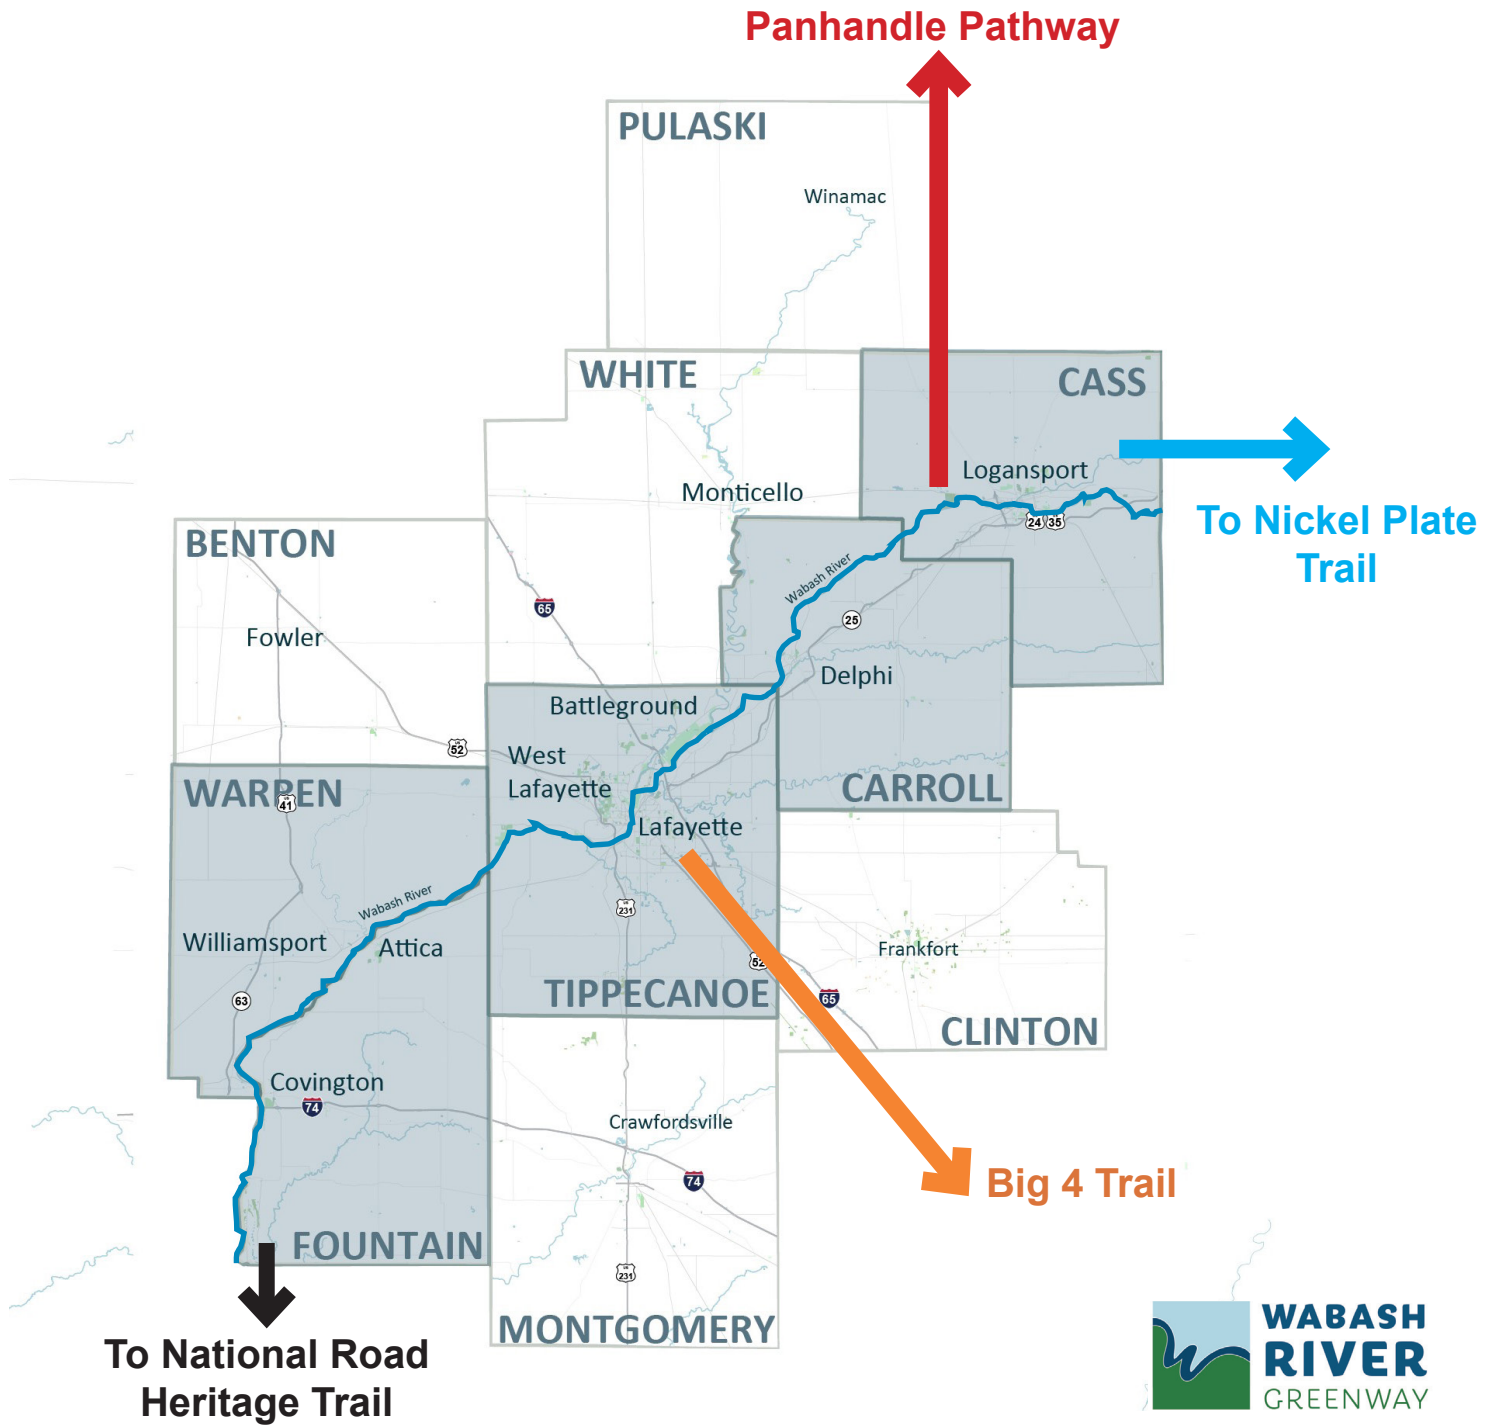 Panhandle Pathway
PULASKI
Winamac
WHITE
CASS
Logansport
Monticello
24 35
To Nickel Plate
Trail
BENTON
Wabash River
65
25
Fowler
Delphi
Battleground
52
West
Lafayette
WARREN
US
41
CARROLL
Lafayette
Wabash River
US
231
Williamsport
Attica
Frankfort
52
63
TIPPECANOE
65
CLINTON
Covington
74
Crawfordsville
74
Big 4 Trail
FOUNTAIN
US
231
MONTGOMERY
To National Road
Heritage Trail
WABASH
RIVER
GREENWAY